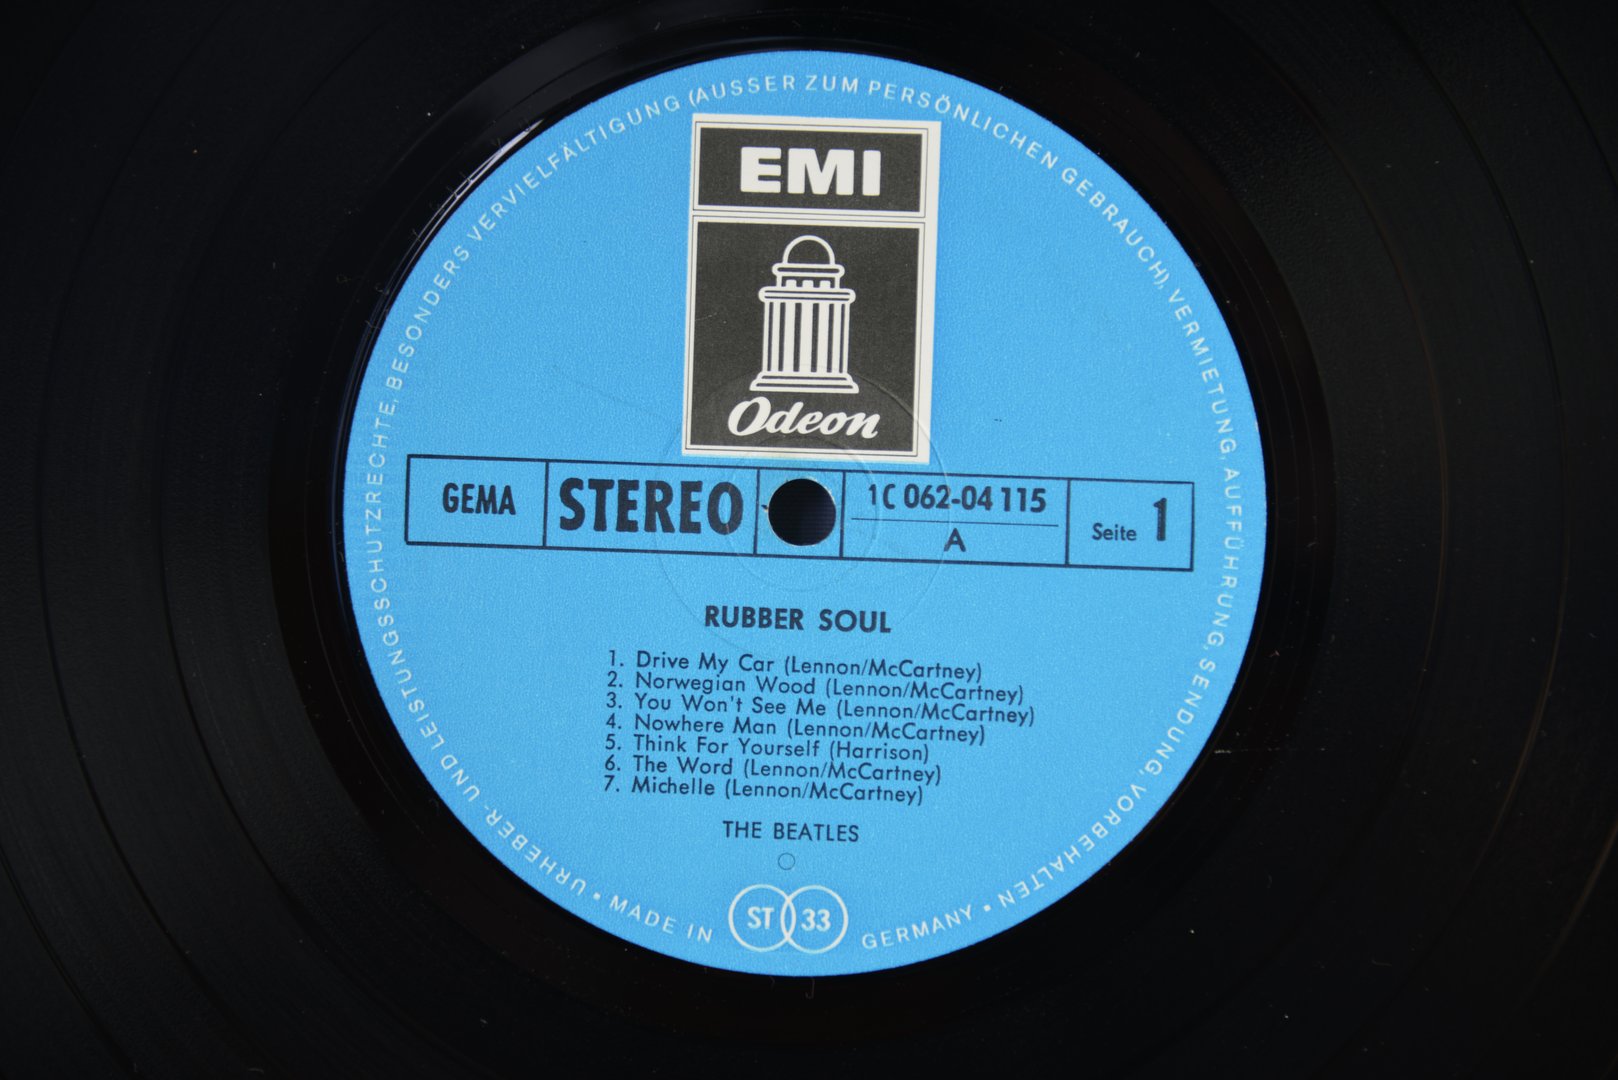 URHEBER- UND LEISTUNGSSCHUTZRECHTE, BESONDERS VERVIELFÄLTIGUNG (AUSSER ZUM PERSÖNLICHEN GEBRAUCH), VERMIETUNG, AUFFÜHRUNG, SENDUNG, VORBEHALTEN
EMI
Odeon
GEMA STEREO 1C 062-04 115 Seite 1
A
RUBBER SOUL
1. Drive My Car (Lennon/McCartney)
2. Norwegian Wood (Lennon/McCartney)
3. You Won't See Me (Lennon/McCartney)
4. Nowhere Man (Lennon/McCartney)
5. Think For Yourself (Harrison)
6. The Word (Lennon/McCartney)
7. Michelle (Lennon/McCartney)
THE BEATLES
ST 33
MADE IN GERMANY